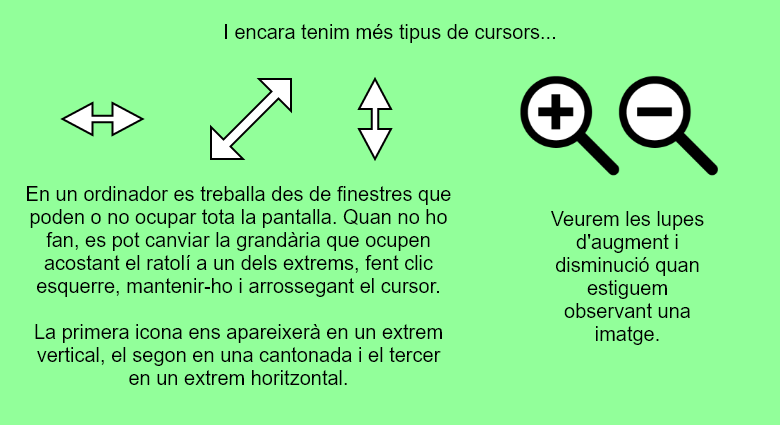 I encara tenim més tipus de cursors...
En un ordinador es treballa des de finestres que
poden o no ocupar tota la pantalla. Quan no ho
fan, es pot canviar la grandària que ocupen
acostant el ratolí a un dels extrems, fent clic
esquerre, mantenir-ho i arrossegant el cursor.
La primera icona ens apareixerà en un extrem
vertical, el segon en una cantonada i el tercer
en un extrem horitzontal.
Veurem les lupes
d'augment i
disminució quan
estiguem
observant una
imatge.